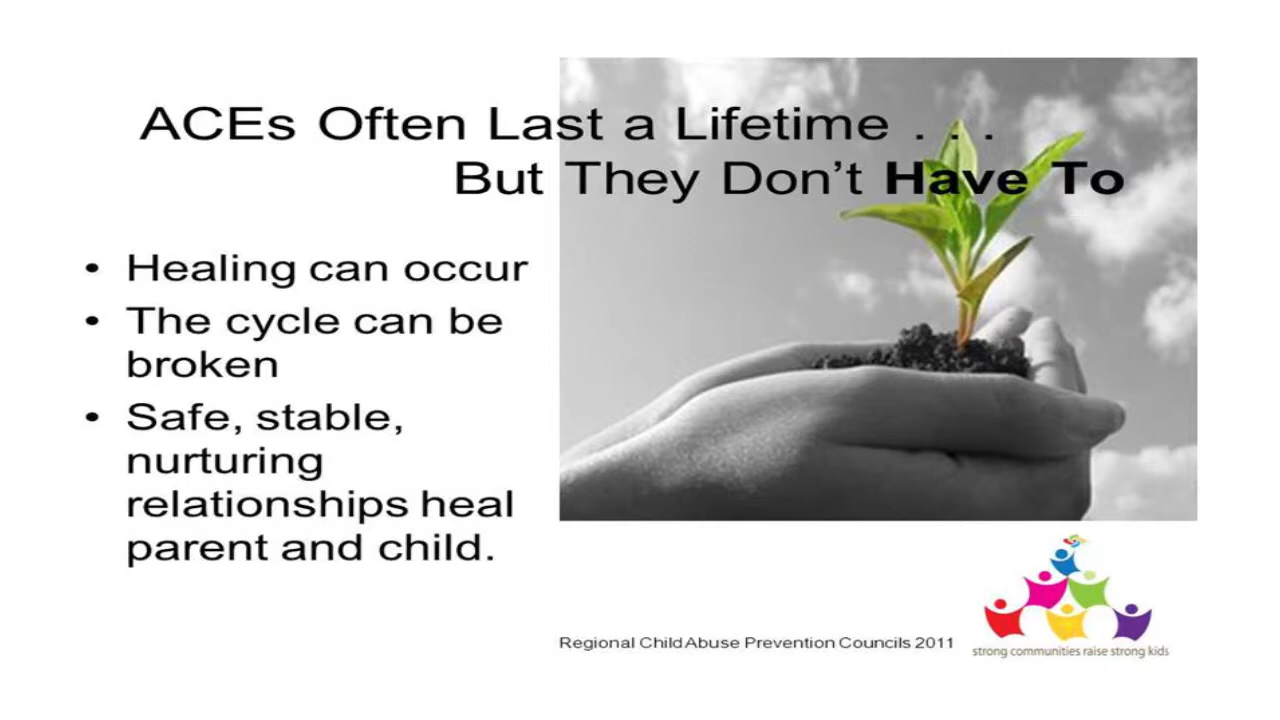 ACEs Often Last a Lifetime . . .
But They Don't Have To
• Healing can occur
• The cycle can be
broken
• Safe, stable,
nurturing
relationships heal
parent and child.
Regional Child Abuse Prevention Councils 2011
strong communities raise strong kids